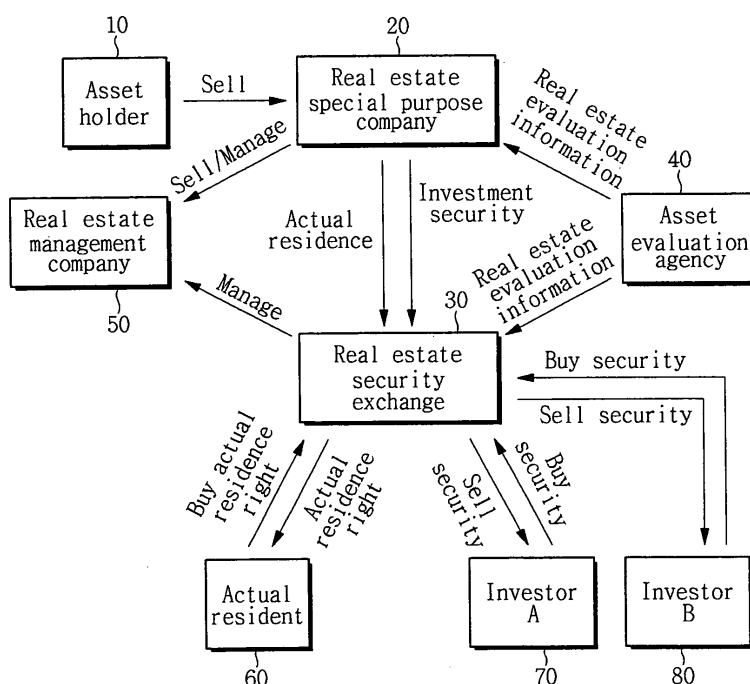 10
Asset
holder
Sell
20
Real estate
special purpose
company
Real estate
evaluation
information
40
Asset
evaluation
agency
Sell/Manage
Real estate
management
company
50
Actual
residence
Investment
security
Real estate
evaluation
information
Manage
30
Real estate
security
exchange
Buy security
Sell security
Buy actual
residence
right
Actual
residence
right
Sell
security
Buy
security
Actual
resident
60
Investor
A
70
Investor
B
80